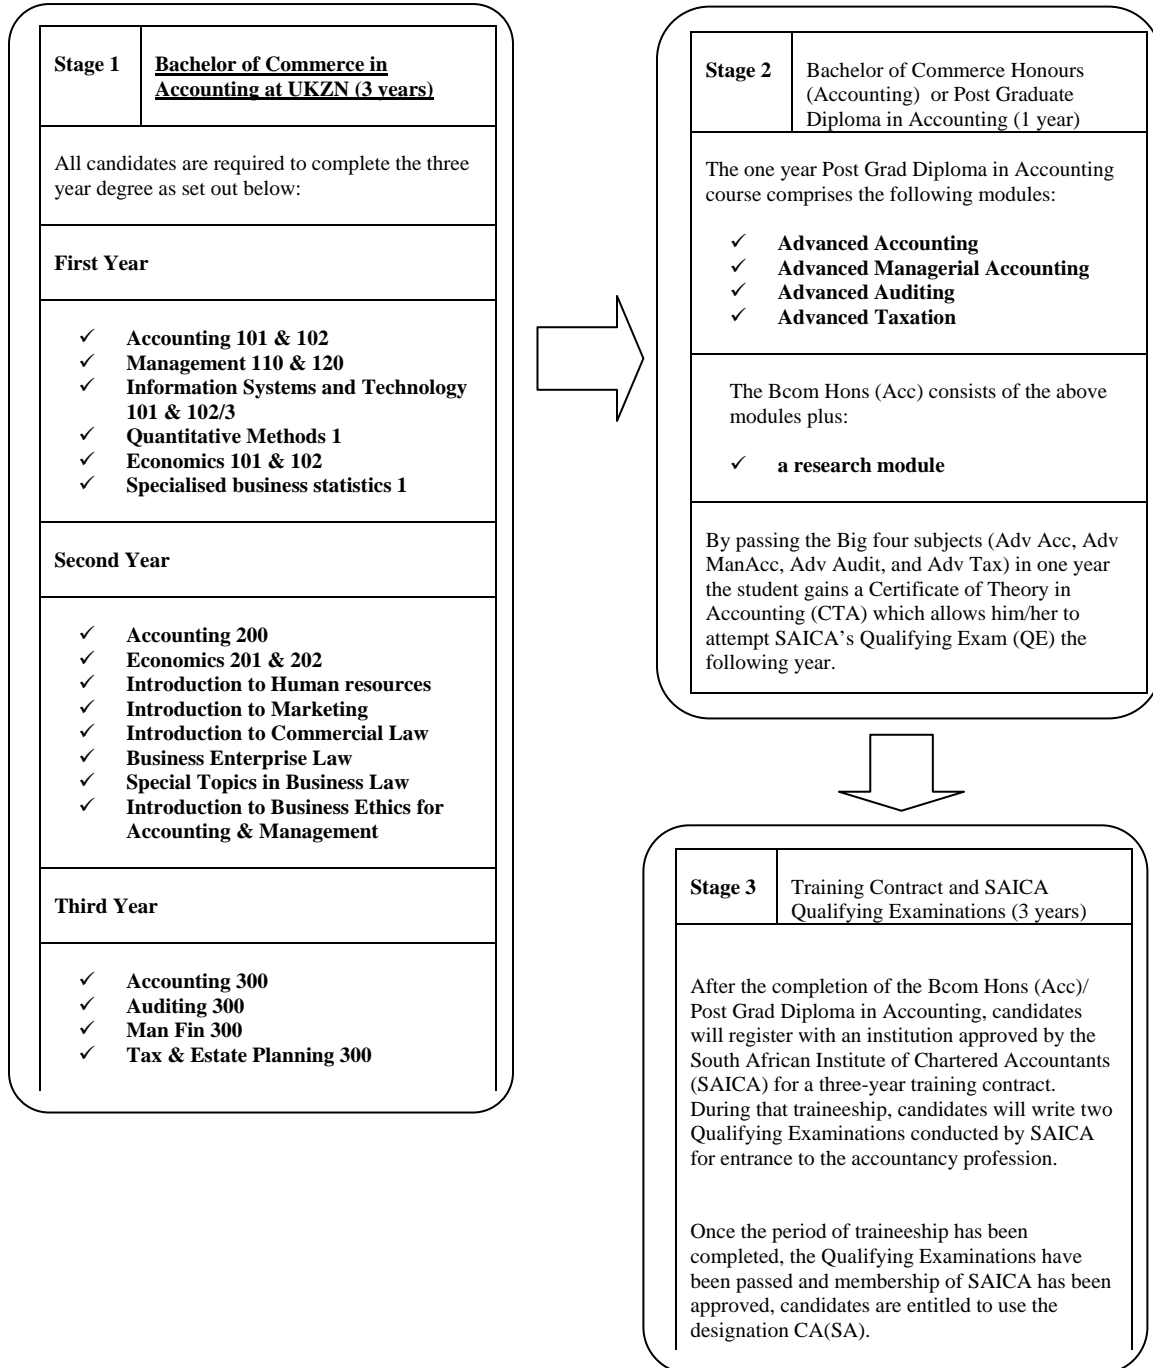 Stage 1
Bachelor of Commerce in
Accounting at UKZN (3 years)
All candidates are required to complete the three
year degree as set out below:
First Year
✓ Accounting 101 & 102
✓ Management 110 & 120
✓ Information Systems and Technology
101 & 102/3
✓ Quantitative Methods 1
✓ Economics 101 & 102
✓ Specialised business statistics 1
Second Year
✓ Accounting 200
✓ Economics 201 & 202
✓ Introduction to Human resources
✓ Introduction to Marketing
✓ Introduction to Commercial Law
✓ Business Enterprise Law
✓ Special Topics in Business Law
✓ Introduction to Business Ethics for
Accounting & Management
Third Year
✓ Accounting 300
✓ Auditing 300
✓ Man Fin 300
✓ Tax & Estate Planning 300
Stage 2
Bachelor of Commerce Honours
(Accounting) or Post Graduate
Diploma in Accounting (1 year)
The one year Post Grad Diploma in Accounting
course comprises the following modules:
✓ Advanced Accounting
✓ Advanced Managerial Accounting
✓ Advanced Auditing
✓ Advanced Taxation
The Bcom Hons (Acc) consists of the above
modules plus:
✓ a research module
By passing the Big four subjects (Adv Acc, Adv
ManAcc, Adv Audit, and Adv Tax) in one year
the student gains a Certificate of Theory in
Accounting (CTA) which allows him/her to
attempt SAICA’s Qualifying Exam (QE) the
following year.
Stage 3
Training Contract and SAICA
Qualifying Examinations (3 years)
After the completion of the Bcom Hons (Acc)/
Post Grad Diploma in Accounting, candidates
will register with an institution approved by the
South African Institute of Chartered Accountants
(SAICA) for a three-year training contract.
During that traineeship, candidates will write two
Qualifying Examinations conducted by SAICA
for entrance to the accountancy profession.
Once the period of traineeship has been
completed, the Qualifying Examinations have
been passed and membership of SAICA has been
approved, candidates are entitled to use the
designation CA(SA).